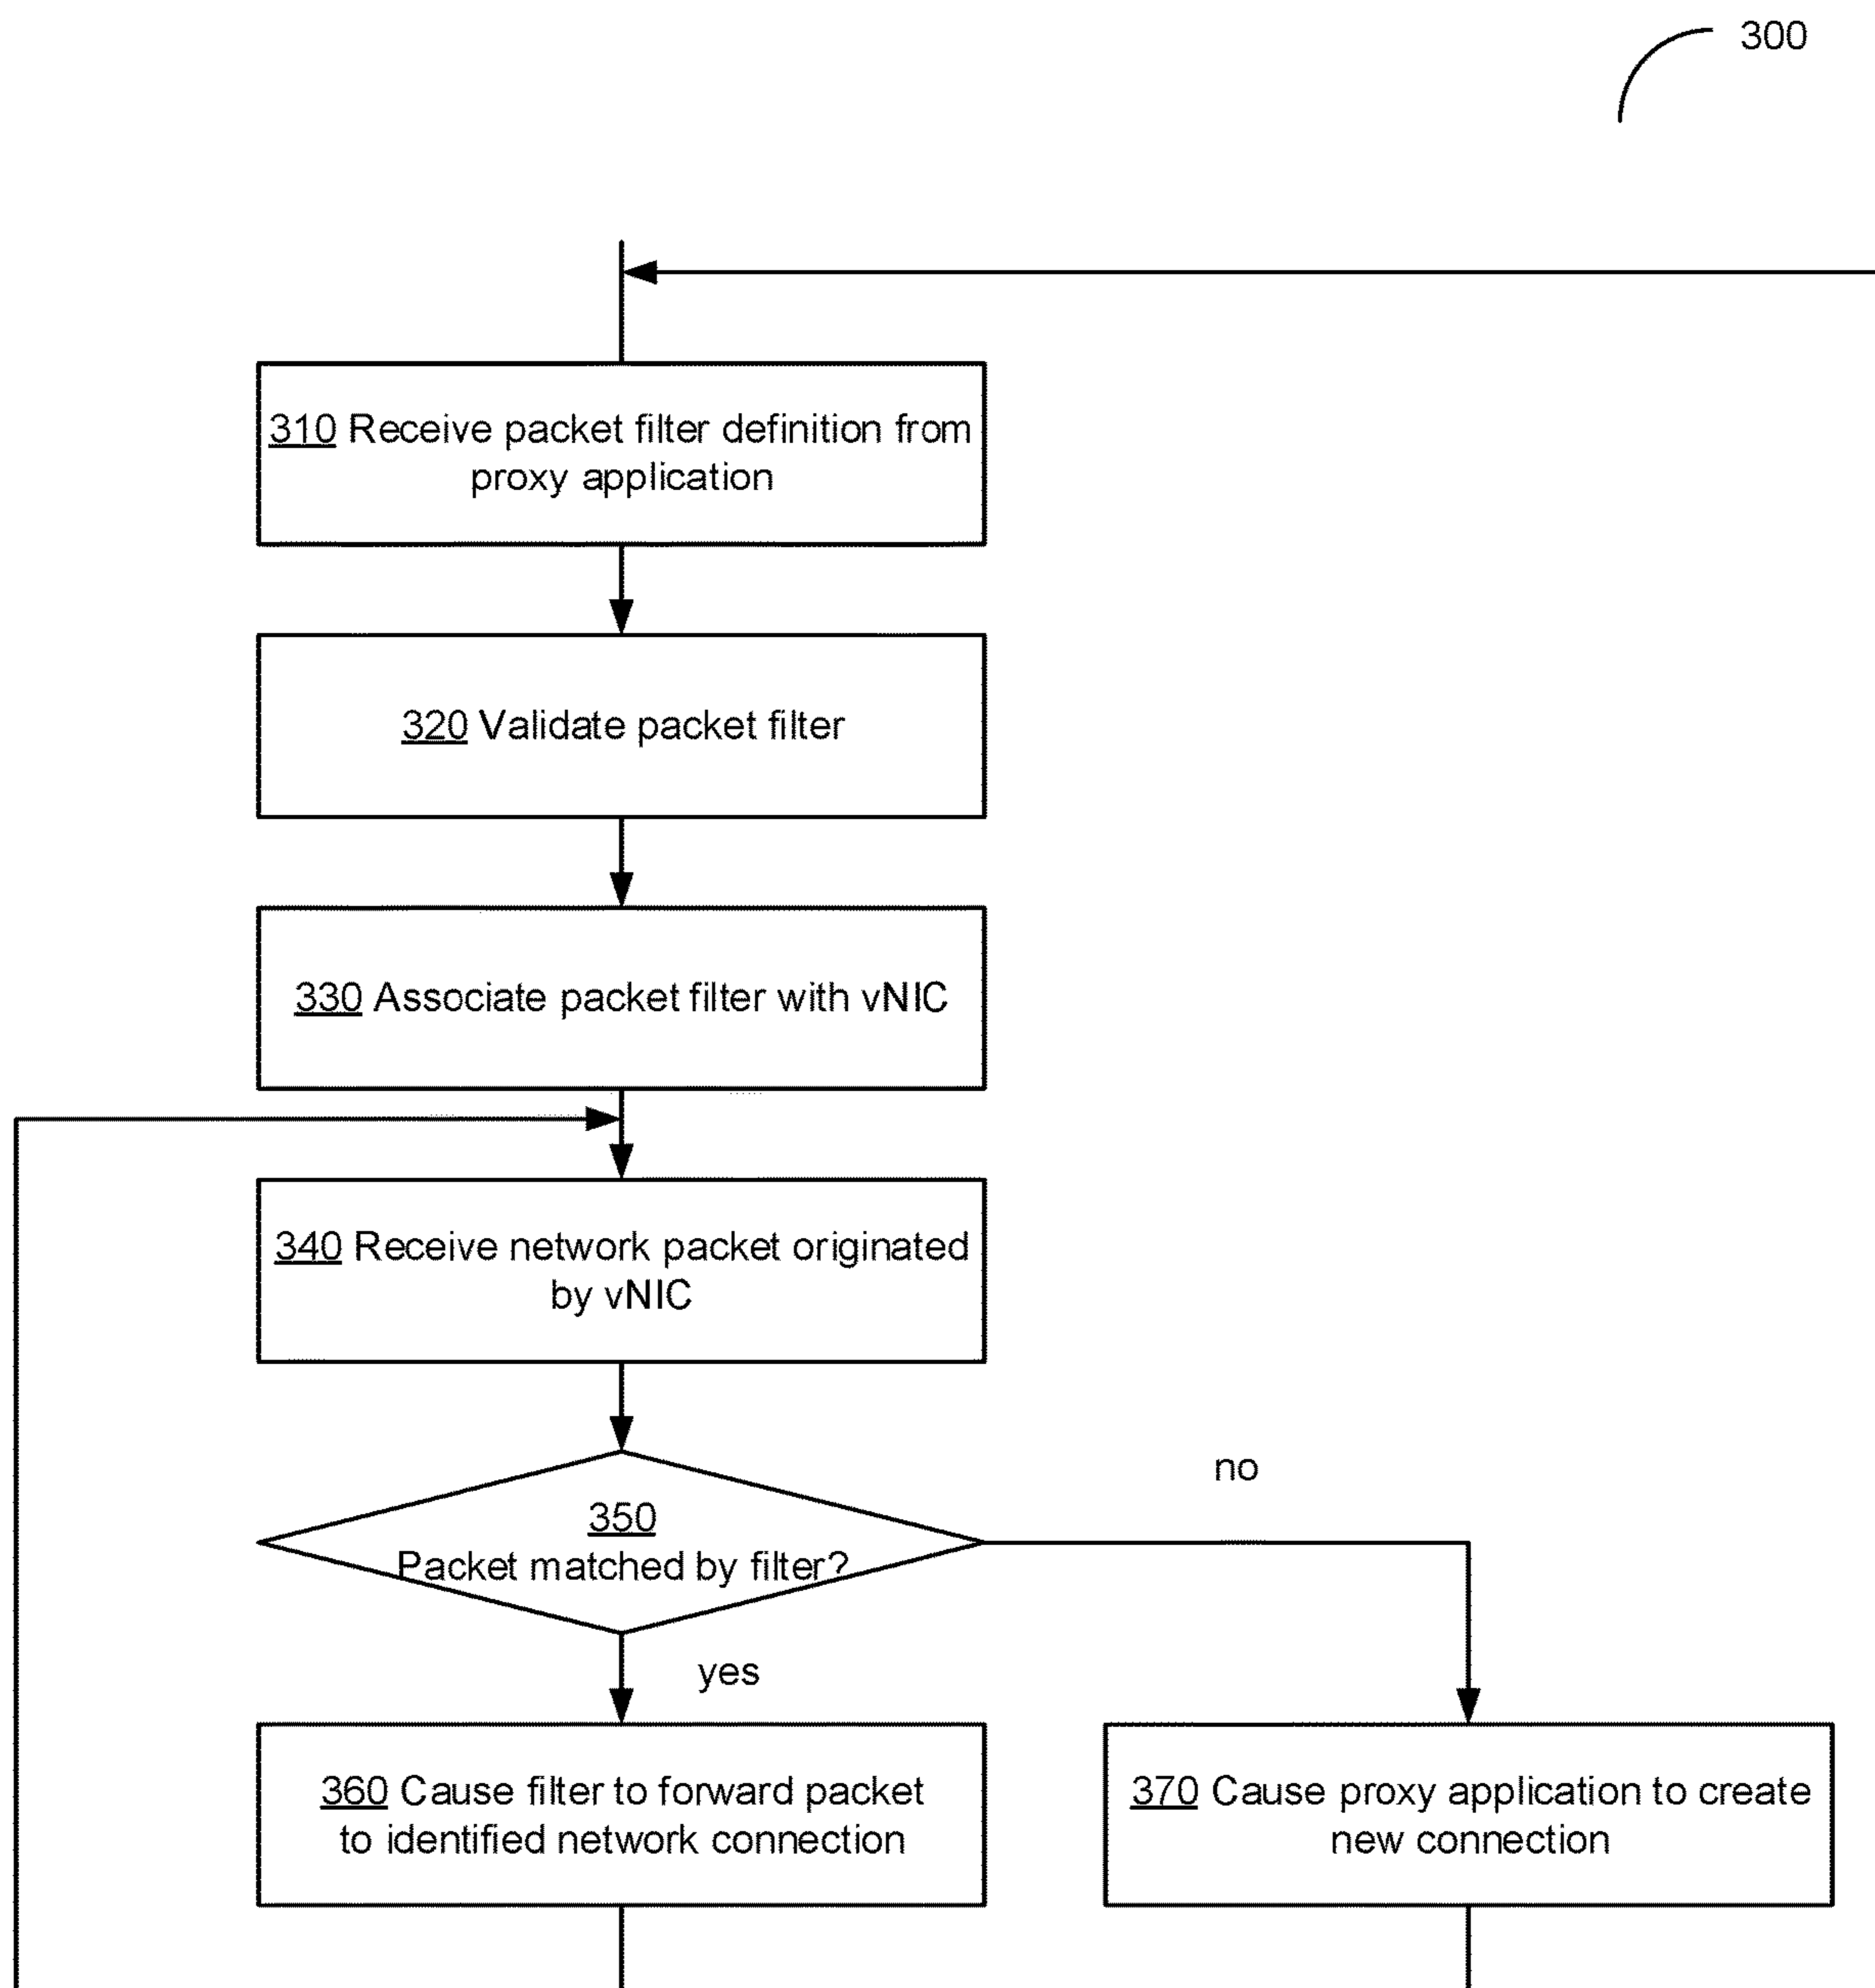 300
310 Receive packet filter definition from
proxy application
320 Validate packet filter
330 Associate packet filter with vNIC
340 Receive network packet originated
by vNIC
350
Packet matched by filter?
no
yes
360 Cause filter to forward packet
to identified network connection
370 Cause proxy application to create
new connection